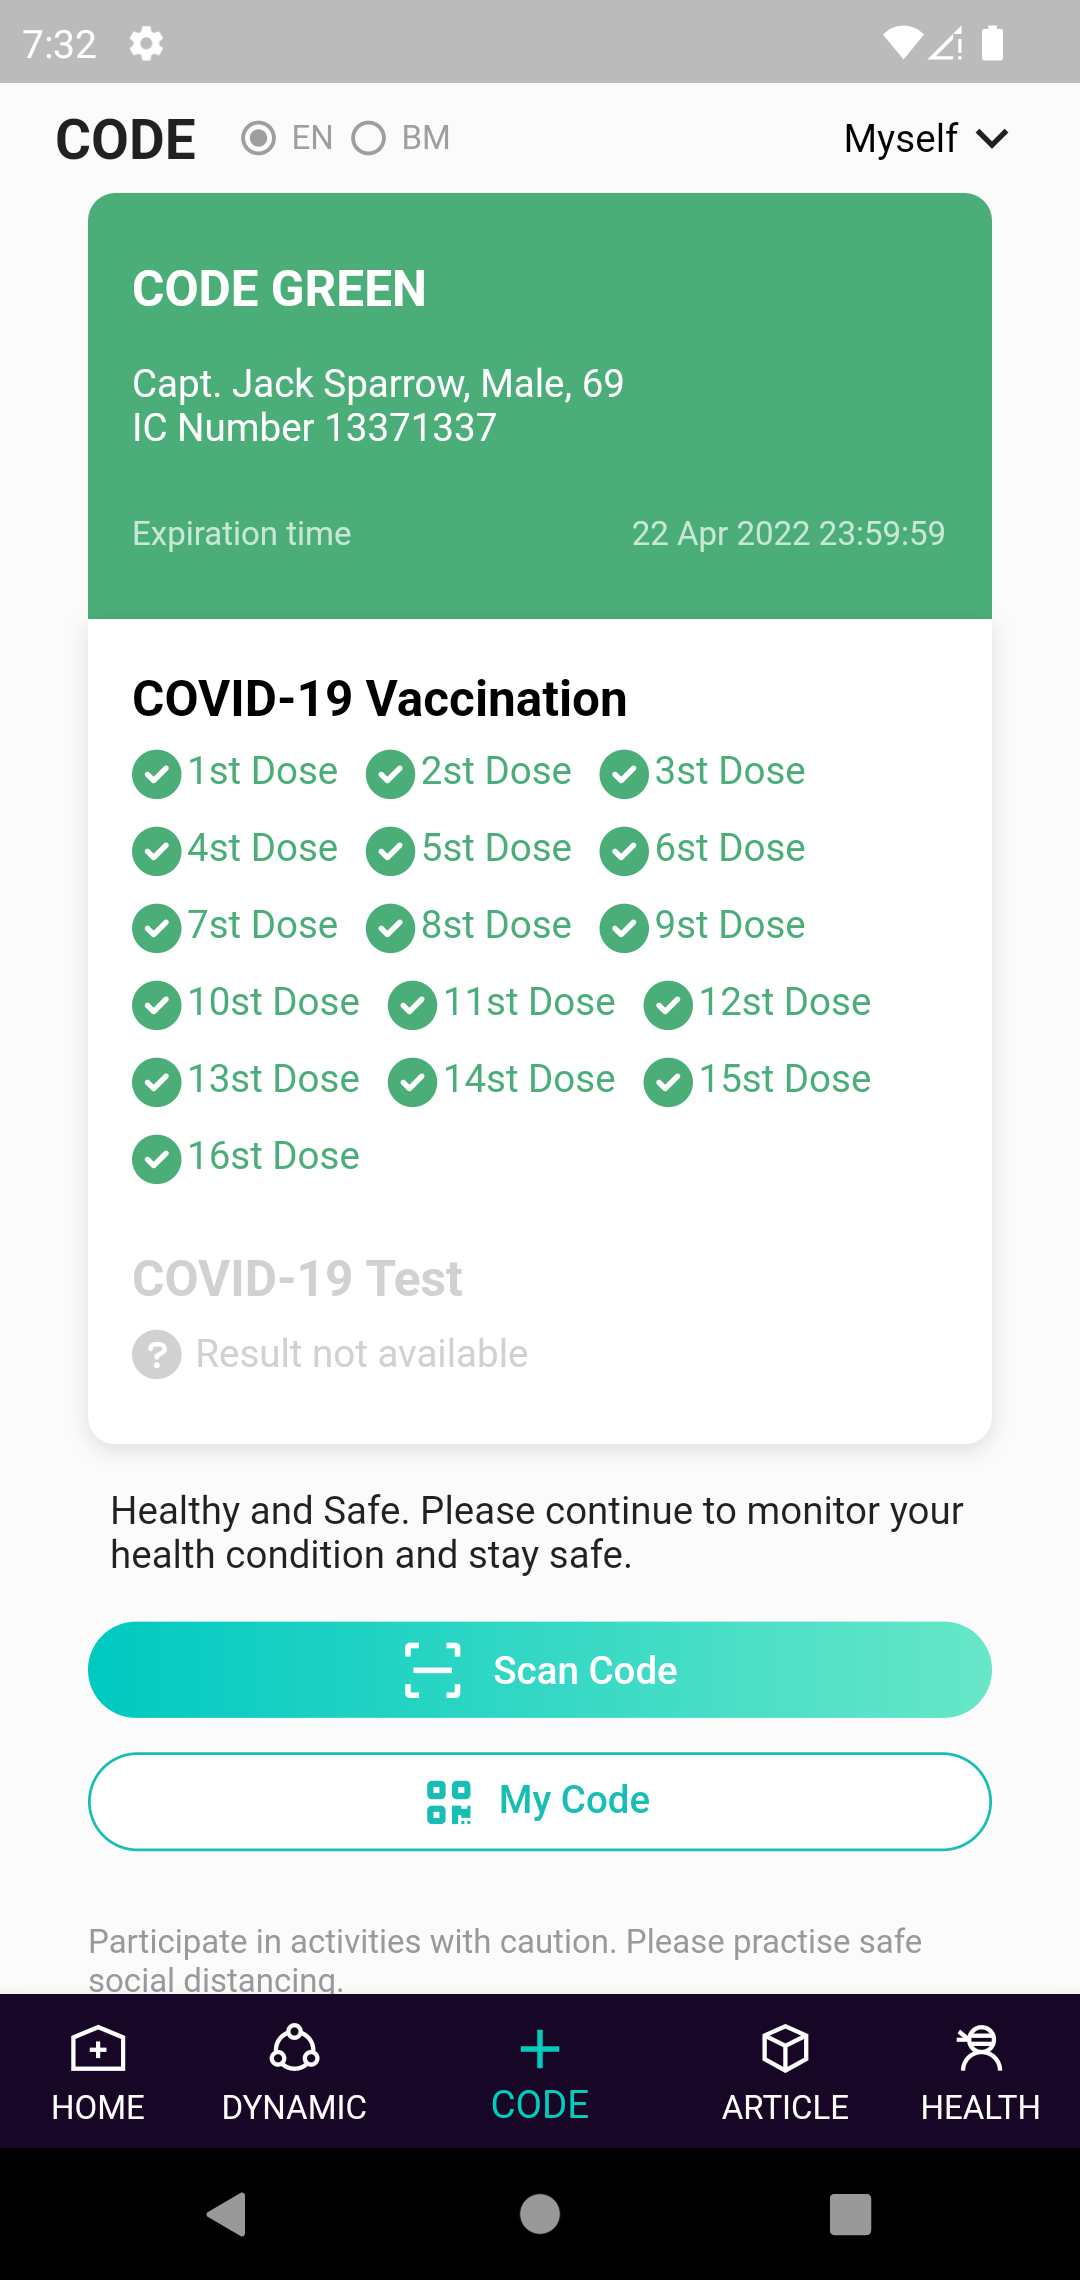 7:32
CODE EN BM Myself
CODE GREEN
Capt. Jack Sparrow, Male, 69
IC Number 13371337
Expiration time 22 Apr 2022 23:59:59
COVID-19 Vaccination
1st Dose 2st Dose 3st Dose
4st Dose 5st Dose 6st Dose
7st Dose 8st Dose 9st Dose
10st Dose 11st Dose 12st Dose
13st Dose 14st Dose 15st Dose
16st Dose
COVID-19 Test
? Result not available
Healthy and Safe. Please continue to monitor your
health condition and stay safe.
Scan Code
My Code
Participate in activities with caution. Please practise safe
social distancing.
HOME DYNAMIC CODE ARTICLE HEALTH